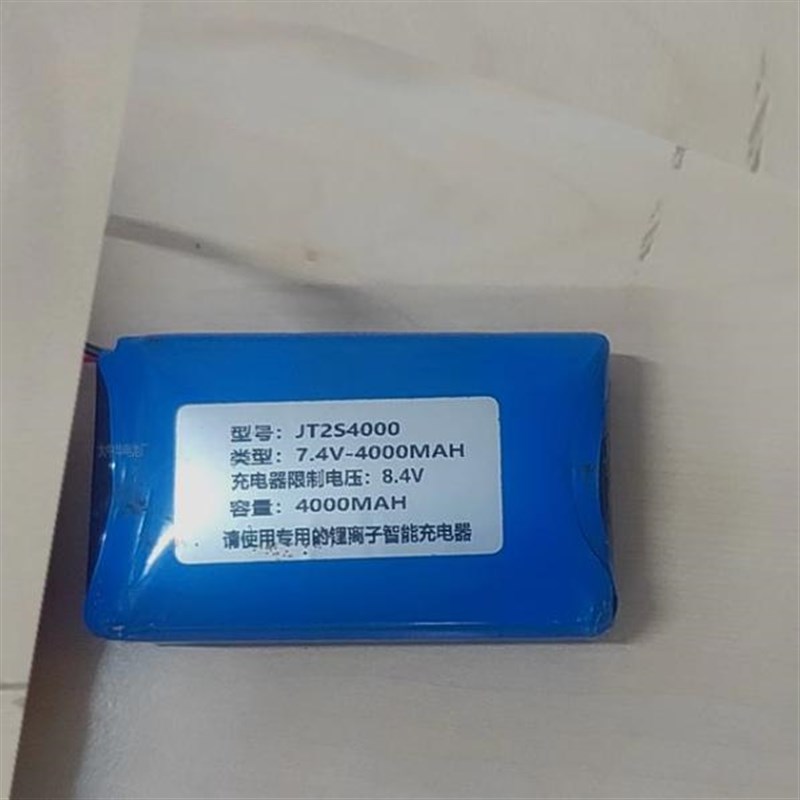 型号：JT2S4000
类型：7.4V-4000MAH
充电器限制电压：8.4V
容量：4000MAH
请使用专用的锂离子智能充电器